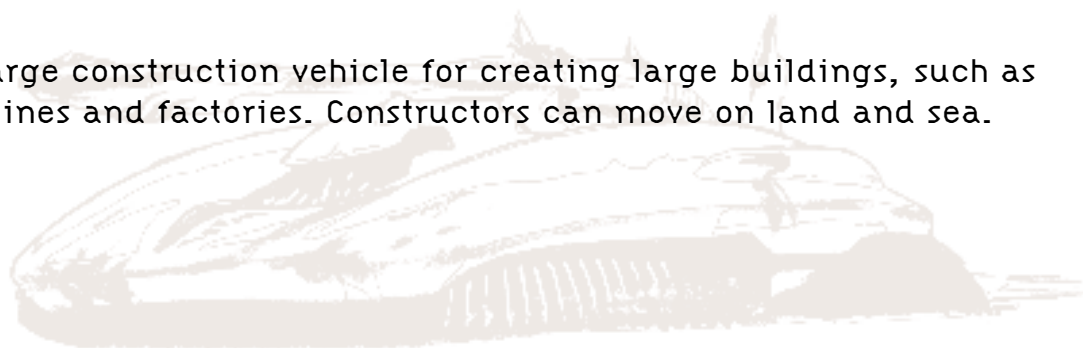 arge construction vehicle for creating large buildings, such as
ines and factories. Constructors can move on land and sea.